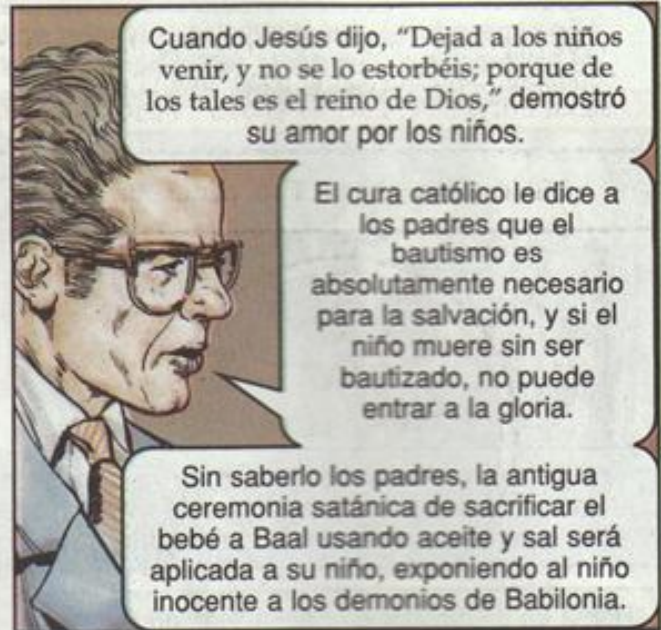 Cuando Jesús dijo, “Dejad a los niños
venir, y no se lo estorbéis; porque de
los tales es el reino de Dios,” demostró
su amor por los niños.
El cura católico le dice a
los padres que el
bautismo es
absolutamente necesario
para la salvación, y si el
niño muere sin ser
bautizado, no puede
entrar a la gloria.
Sin saberlo los padres, la antigua
ceremonia satánica de sacrificar el
bebé a Baal usando aceite y sal será
aplicada a su niño, exponiendo al niño
inocente a los demonios de Babilonia.